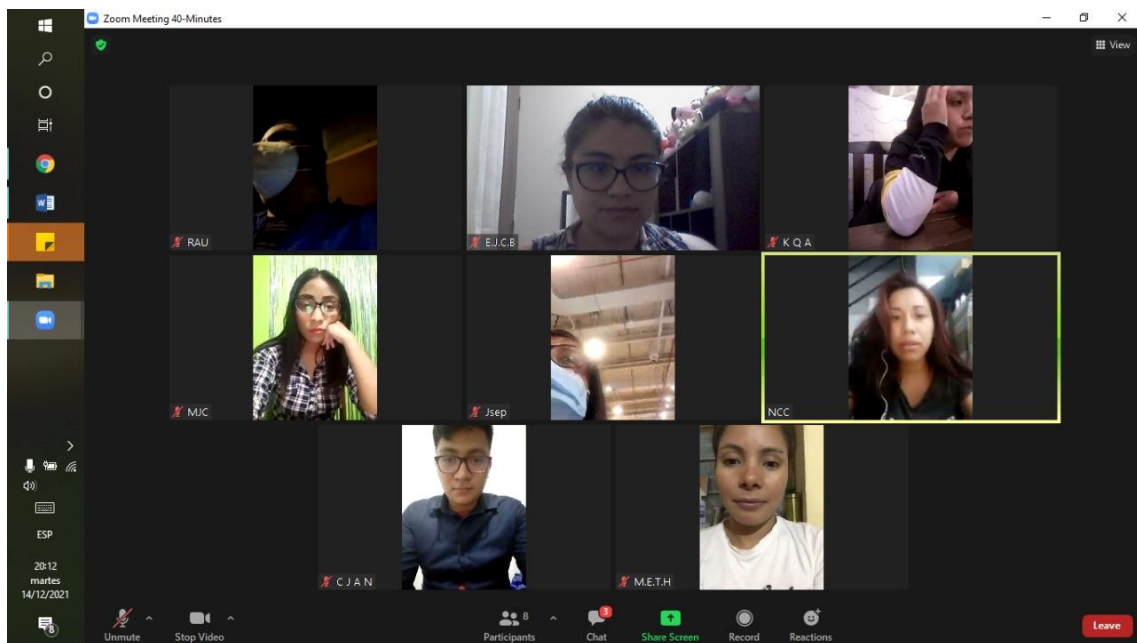 Zoom Meeting 40-Minutes
View
RAU
E.J.C.B
K Q A
MJC
Jsep
NCC
C J A N
M.E.T.H
ESP
20:12
martes
14/12/2021
8
Unmute
Stop Video
Participants
8
Chat
3
Share Screen
Record
Reactions
Leave